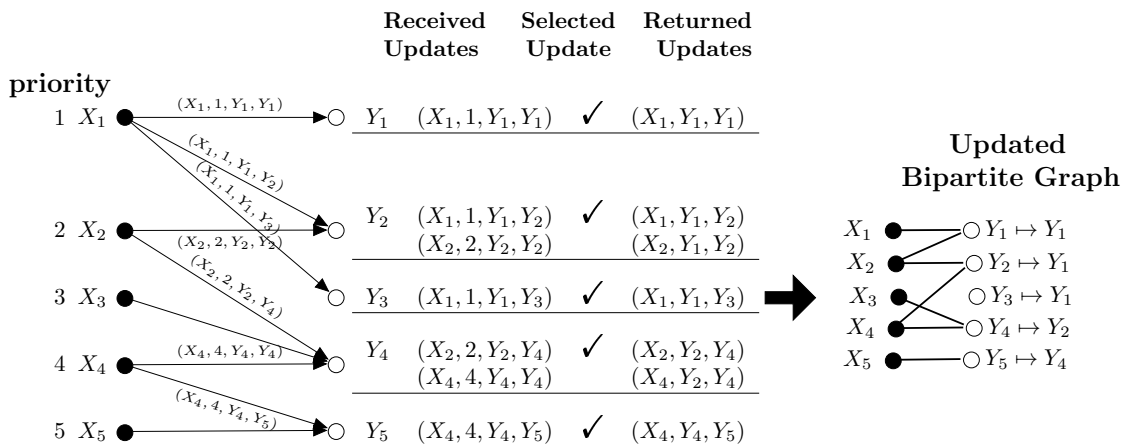 Received Selected Returned
Updates Update Updates
priority
1 X₁ (X₁, 1, Y₁, Y₁) Y₁ (X₁, 1, Y₁, Y₁) ✓ (X₁, Y₁, Y₁)
(X₁, 1, Y₁, Y₂)
(X₁, 1, Y₁, Y₃)
2 X₂ Y₂ (X₁, 1, Y₁, Y₂) ✓ (X₁, Y₁, Y₂)
(X₂, 2, Y₂, Y₂) (X₂, 2, Y₂, Y₂) (X₂, Y₁, Y₂)
(X₂, 2, Y₂, Y₄)
3 X₃ Y₃ (X₁, 1, Y₁, Y₃) ✓ (X₁, Y₁, Y₃)
4 X₄ (X₄, 4, Y₄, Y₄) Y₄ (X₂, 2, Y₂, Y₄) ✓ (X₂, Y₂, Y₄)
(X₄, 4, Y₄, Y₄) (X₄, Y₂, Y₄)
(X₄, 4, Y₄, Y₅)
5 X₅ Y₅ (X₄, 4, Y₄, Y₅) ✓ (X₄, Y₄, Y₅)
Updated
Bipartite Graph
X₁ Y₁ ↦ Y₁
X₂ Y₂ ↦ Y₁
X₃ Y₃ ↦ Y₁
X₄ Y₄ ↦ Y₂
X₅ Y₅ ↦ Y₄